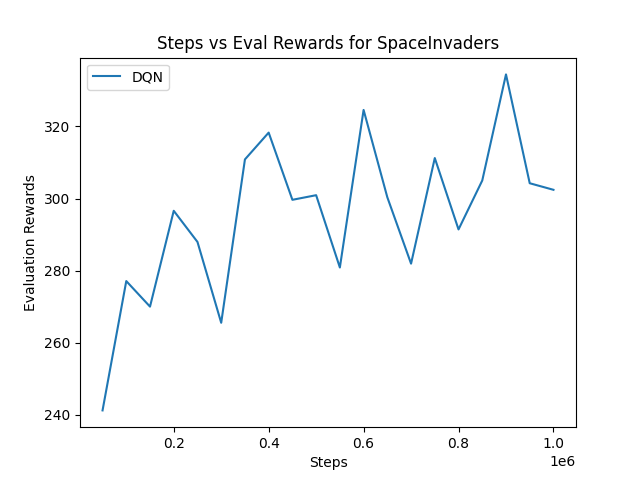 Steps vs Eval Rewards for SpaceInvaders
DQN
Evaluation Rewards
320
300
280
260
240
0.2 0.4 0.6 0.8 1.0
1e6
Steps